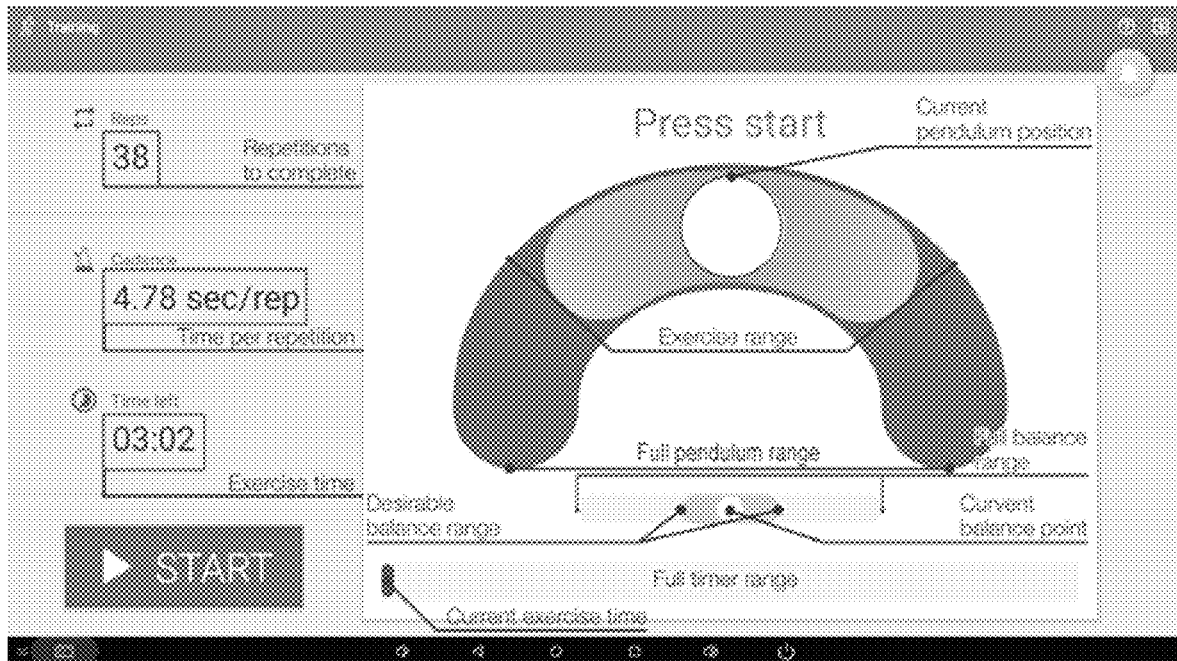 Training
Reps
38
Repetitions
to complete
Cadence
4.78 sec/rep
Time per repetition
Time left
03:02
Exercise time
START
Press start
Current
pendulum position
Exercise range
Full pendulum range
Full balance
range
Desirable
balance range
Curvent
balance point
Full timer range
Current exercise time